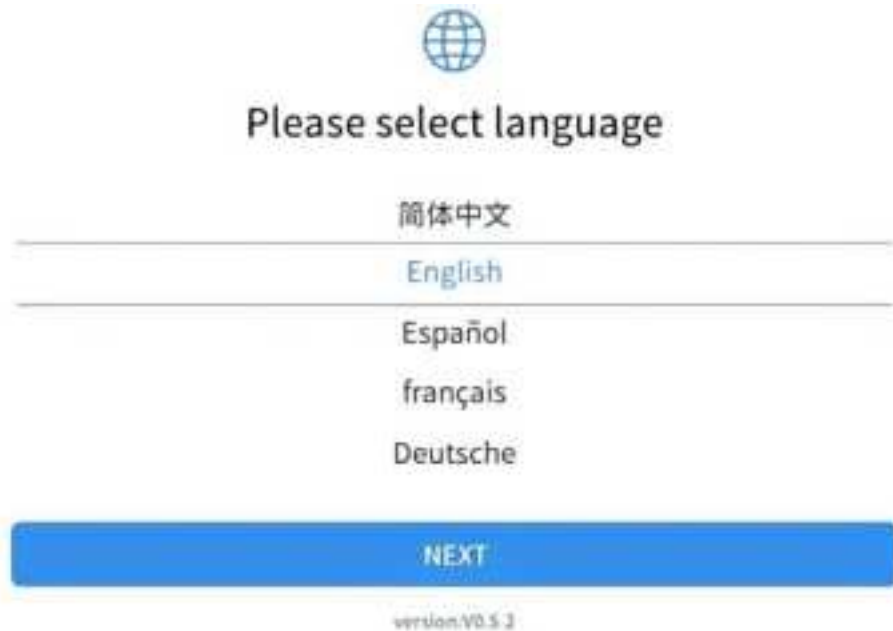 Please select language
简体中文
English
Español
français
Deutsche
NEXT
version:V0.5.2